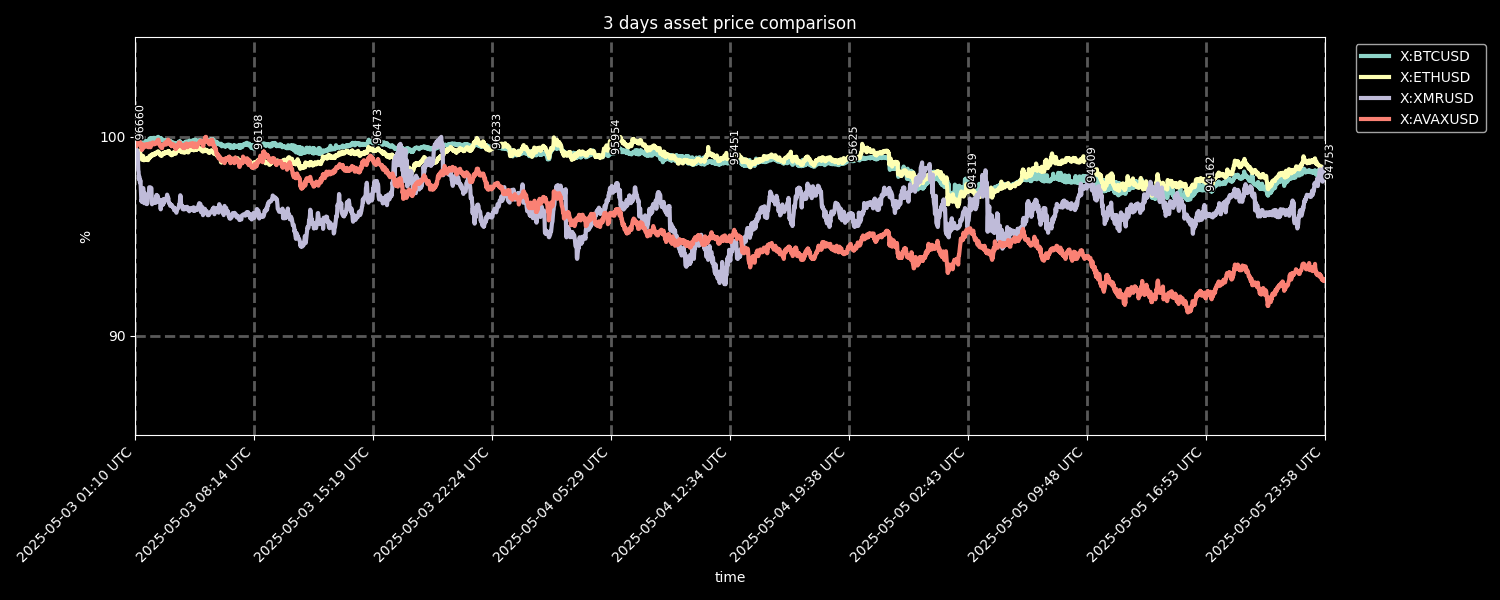 3 days asset price comparison
X:BTCUSD
X:ETHUSD
X:XMRUSD
X:AVAXUSD
100
90
%
96660
96198
96473
96233
95954
95451
95625
94319
94609
94162
94753
2025-05-03 01:10 UTC
2025-05-03 08:14 UTC
2025-05-03 15:19 UTC
2025-05-03 22:24 UTC
2025-05-04 05:29 UTC
2025-05-04 12:34 UTC
2025-05-04 19:38 UTC
2025-05-05 02:43 UTC
2025-05-05 09:48 UTC
2025-05-05 16:53 UTC
2025-05-05 23:58 UTC
time